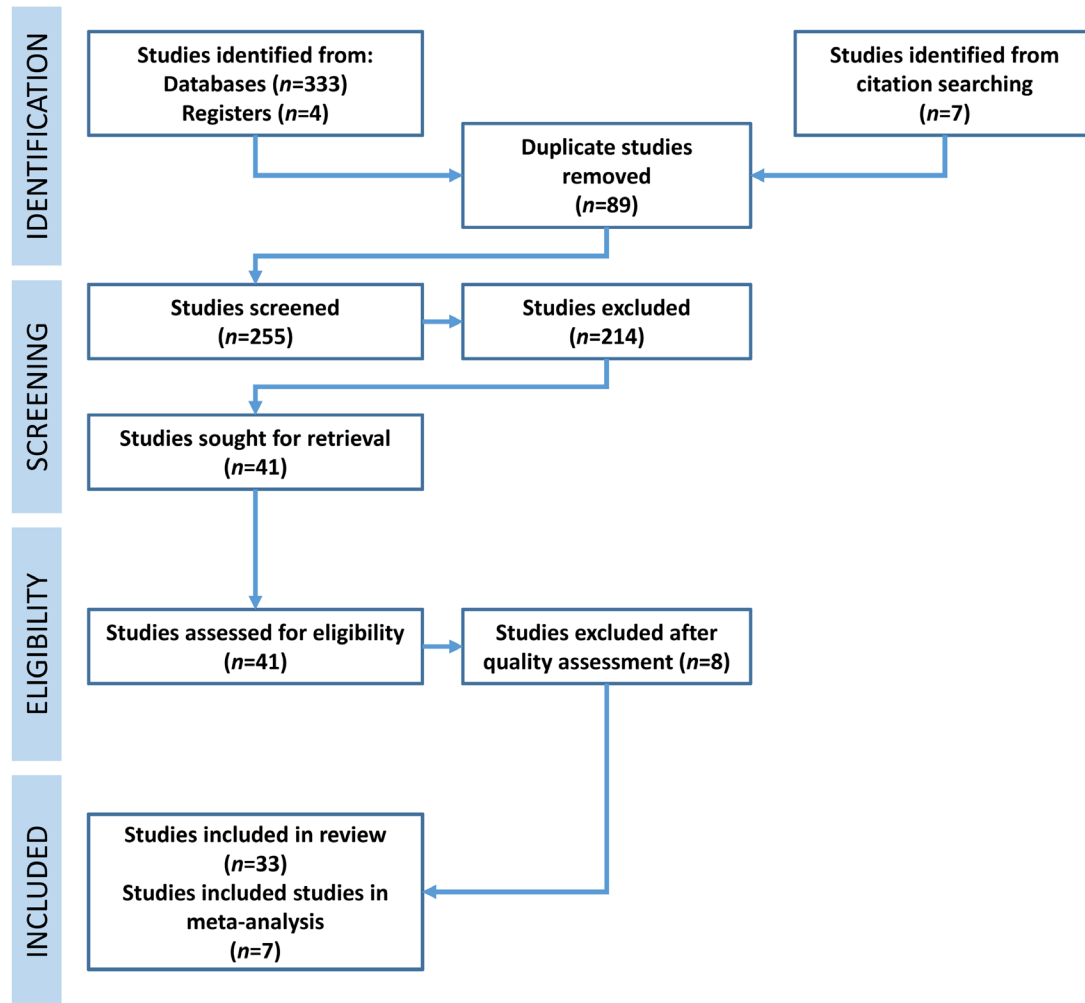 IDENTIFICATION
Studies identified from:
Databases (n=333)
Registers (n=4)
Studies identified from
citation searching
(n=7)
Duplicate studies
removed
(n=89)
SCREENING
Studies screened
(n=255)
Studies excluded
(n=214)
Studies sought for retrieval
(n=41)
ELIGIBILITY
Studies assessed for eligibility
(n=41)
Studies excluded after
quality assessment (n=8)
INCLUDED
Studies included in review
(n=33)
Studies included studies in
meta-analysis
(n=7)